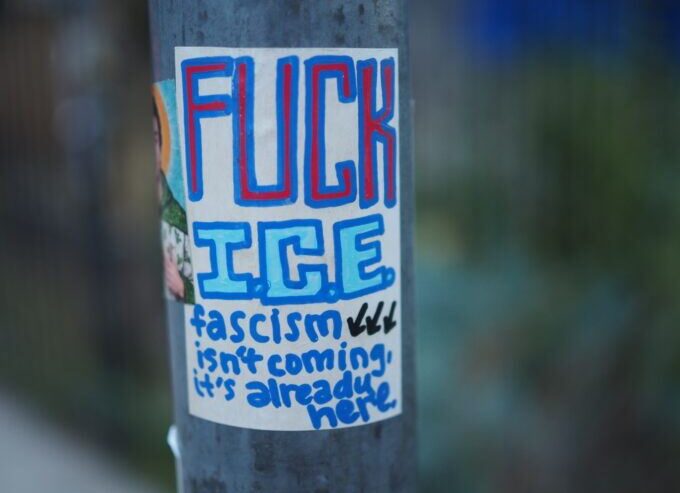 FUCK
I.C.E.
fascism ↙↙↙
isn't coming,
it's already
here.